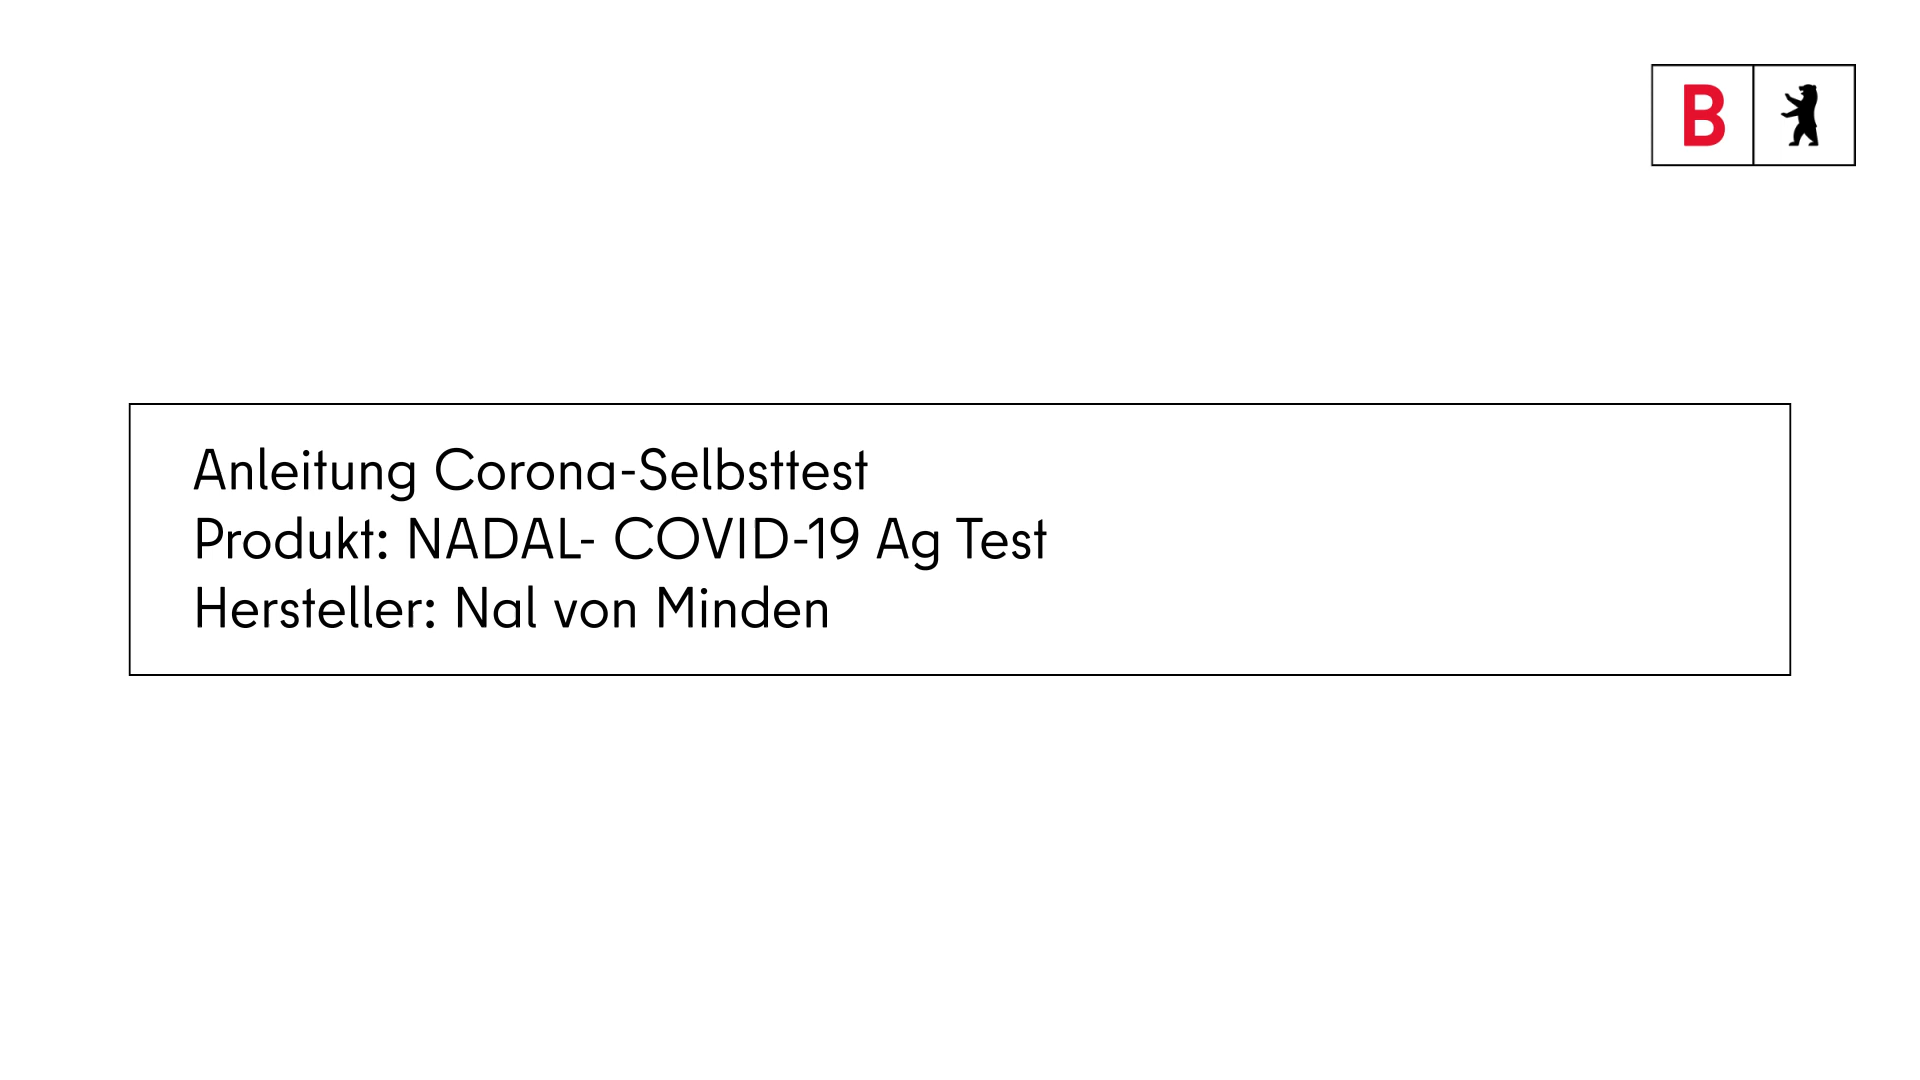 B
Anleitung Corona-Selbsttest
Produkt: NADAL- COVID-19 Ag Test
Hersteller: Nal von Minden